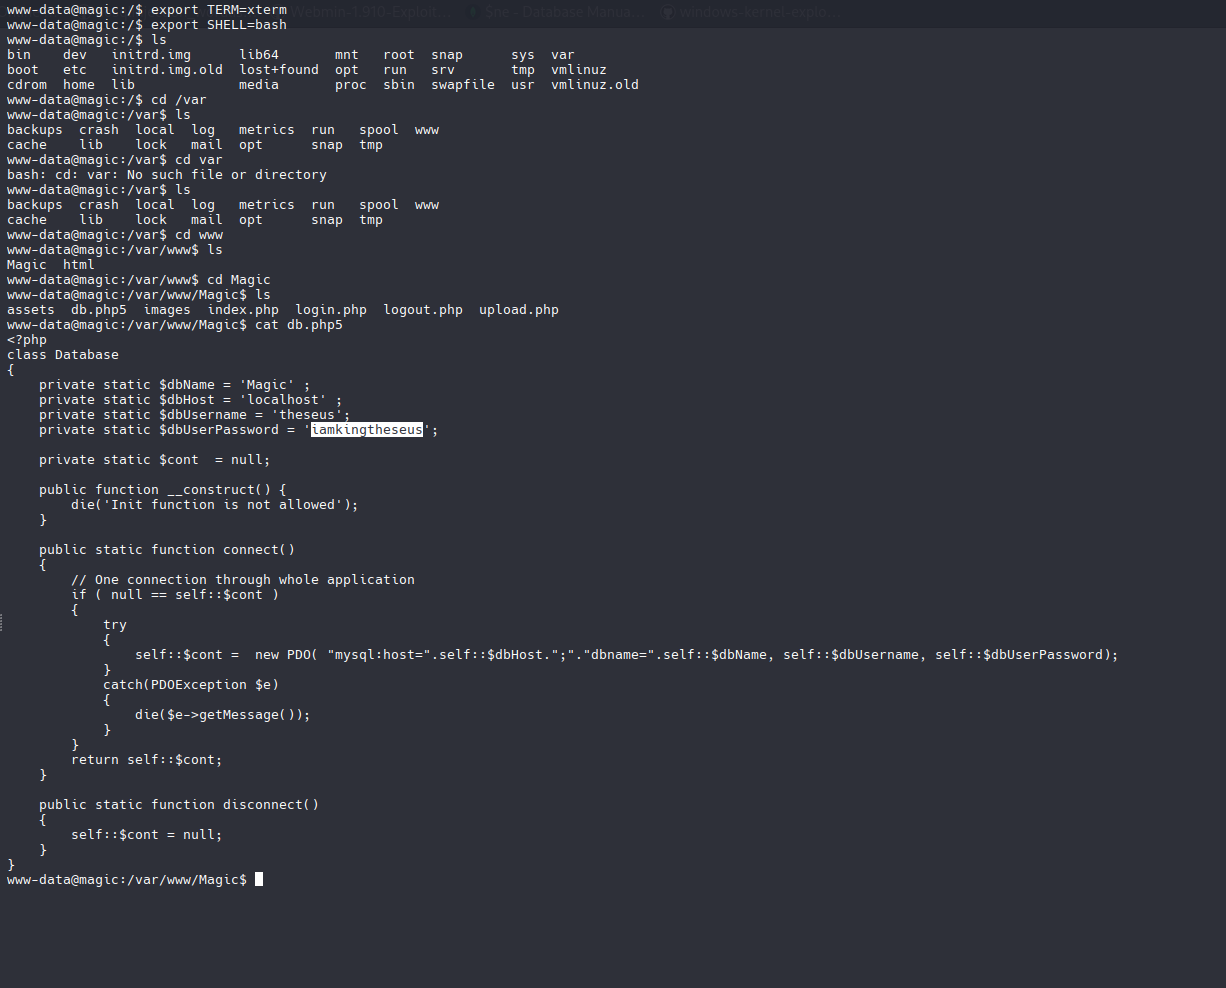 Webmin-1.910-Exploit
$ne - Database Manua...
windows-kernel-explo...
www-data@magic:/$ export TERM=xterm
www-data@magic:/$ export SHELL=bash
www-data@magic:/$ ls
bin    dev   initrd.img      lib64       mnt   root  snap      sys  var
boot   etc   initrd.img.old  lost+found  opt   run   srv       tmp  vmlinuz
cdrom  home  lib             media       proc  sbin  swapfile  usr  vmlinuz.old
www-data@magic:/$ cd /var
www-data@magic:/var$ ls
backups  crash  local  log   metrics  run   spool  www
cache    lib    lock   mail  opt      snap  tmp
www-data@magic:/var$ cd var
bash: cd: var: No such file or directory
www-data@magic:/var$ ls
backups  crash  local  log   metrics  run   spool  www
cache    lib    lock   mail  opt      snap  tmp
www-data@magic:/var$ cd www
www-data@magic:/var/www$ ls
Magic  html
www-data@magic:/var/www$ cd Magic
www-data@magic:/var/www/Magic$ ls
assets  db.php5  images  index.php  login.php  logout.php  upload.php
www-data@magic:/var/www/Magic$ cat db.php5
<?php
class Database
{
    private static $dbName = 'Magic' ;
    private static $dbHost = 'localhost' ;
    private static $dbUsername = 'theseus';
    private static $dbUserPassword = 'iamkingtheseus';

    private static $cont  = null;

    public function __construct() {
        die('Init function is not allowed');
    }

    public static function connect()
    {
        // One connection through whole application
        if ( null == self::$cont )
        {
            try
            {
                self::$cont =  new PDO( "mysql:host=".self::$dbHost.";"."dbname=".self::$dbName, self::$dbUsername, self::$dbUserPassword);
            }
            catch(PDOException $e)
            {
                die($e->getMessage());
            }
        }
        return self::$cont;
    }

    public static function disconnect()
    {
        self::$cont = null;
    }
}
www-data@magic:/var/www/Magic$